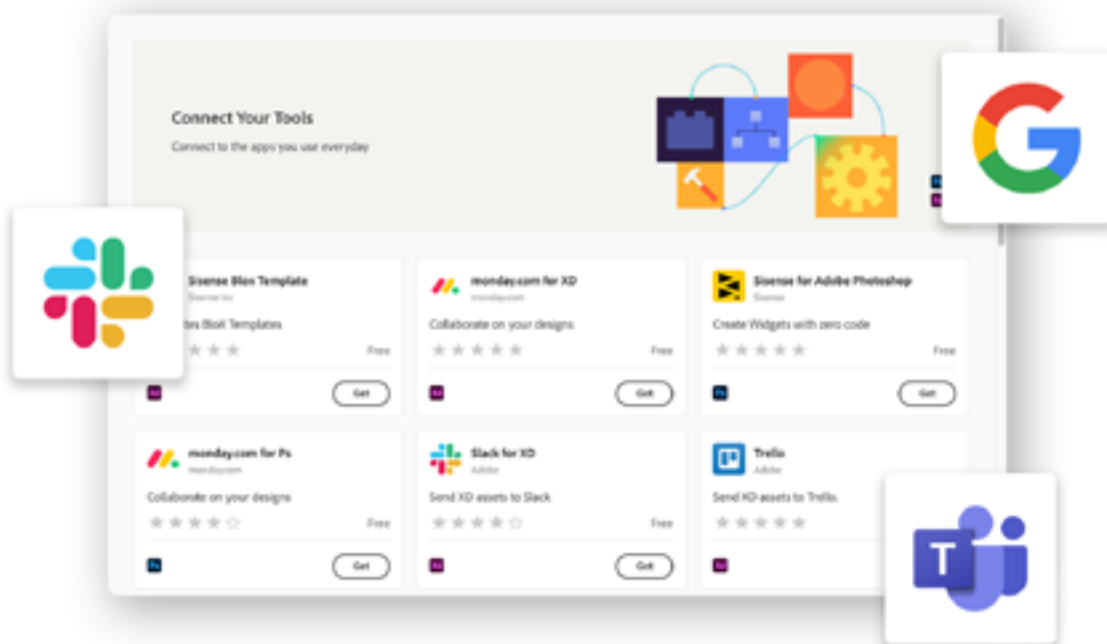 Connect Your Tools
Connect to the apps you use everyday
Sisense Blox Template
Sisense Inc
tes BloX Templates
Free
Get
monday.com for XD
monday.com
Collaborate on your designs
Free
Get
Sisense for Adobe Photoshop
Sisense
Create Widgets with zero code
Free
Ps
Get
monday.com for Ps
monday.com
Collaborate on your designs
Free
Ps
Get
Slack for XD
Adobe
Send XD assets to Slack
Free
Get
Trello
Adobe
Send XD assets to Trello.
T